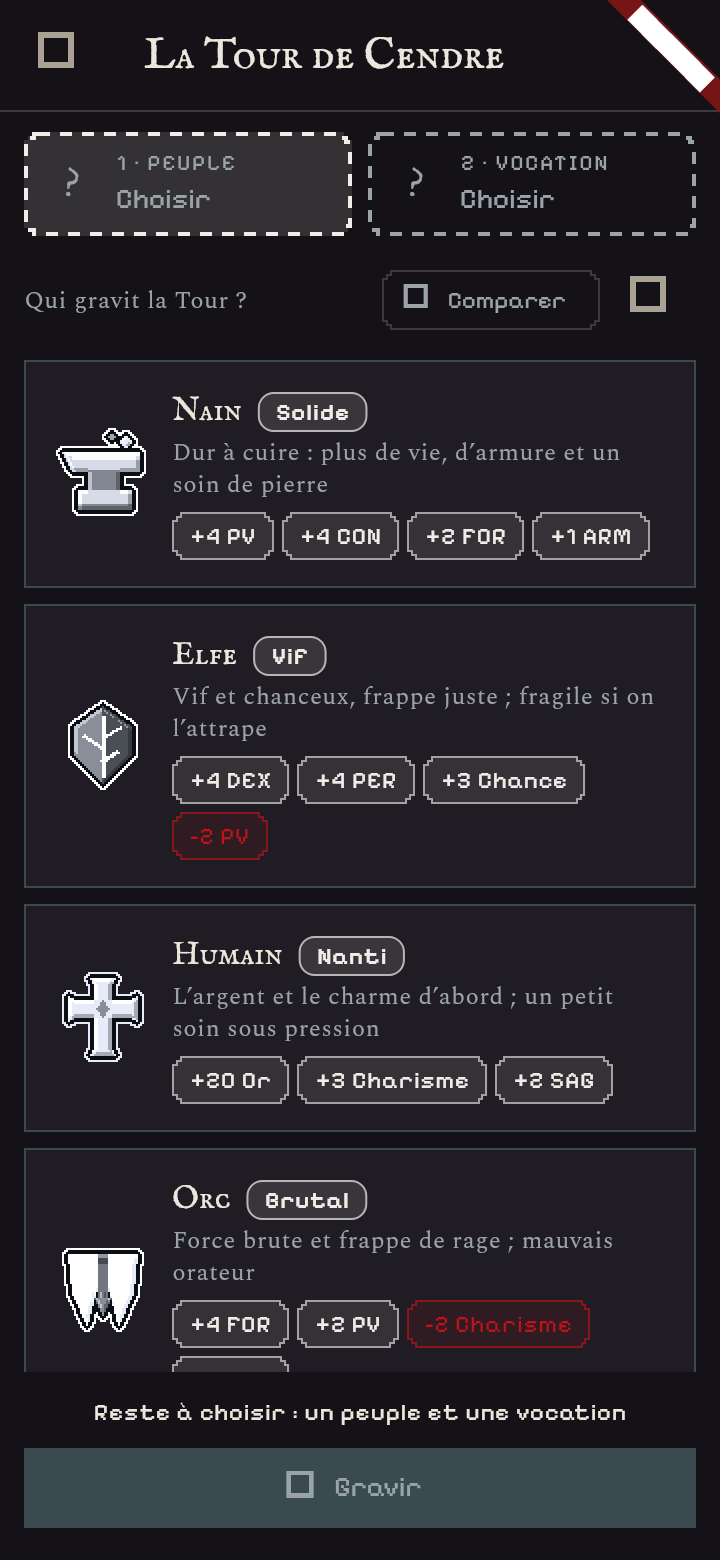 La Tour de Cendre
? 1 · PEUPLE
Choisir
? 2 · VOCATION
Choisir
Qui gravit la Tour ?
Comparer
Nain Solide
Dur à cuire : plus de vie, d’armure et un
soin de pierre
+4 PV +4 CON +2 FOR +1 ARM
Elfe Vif
Vif et chanceux, frappe juste ; fragile si on
l’attrape
+4 DEX +4 PER +3 Chance
-2 PV
Humain Nanti
L’argent et le charme d’abord ; un petit
soin sous pression
+20 Or +3 Charisme +2 SAG
Orc Brutal
Force brute et frappe de rage ; mauvais
orateur
+4 FOR +2 PV -2 Charisme
Reste à choisir : un peuple et une vocation
Gravir